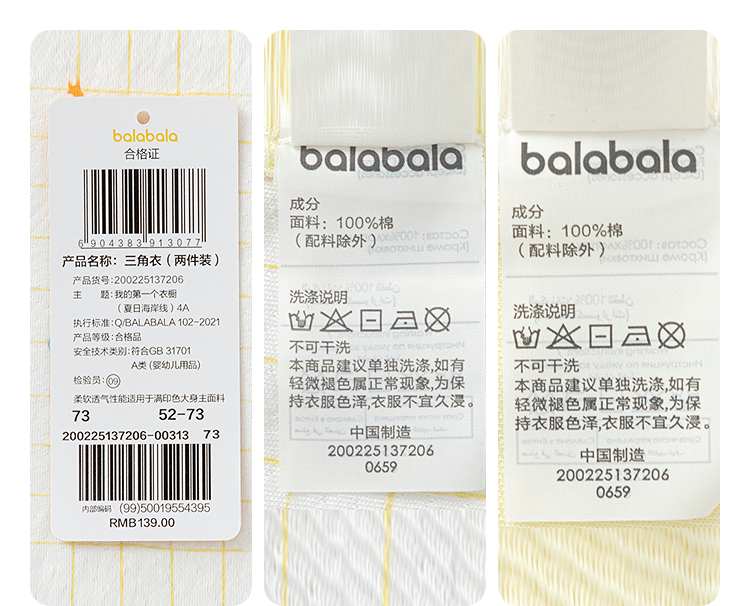 balabala
合格证
6904383913077
产品名称：三角衣（两件装）
产品货号：200225137206
主 题：我的第一个衣橱
（夏日海岸线）4A
执行标准：Q/BALABALA 102-2021
产品等级：合格品
安全技术类别：符合GB 31701
A类（婴幼儿用品）
检验员：09
柔软透气性能适用于满印色大身主面料
73 52-73
200225137206-00313 73
内部编码 (99)50019554395
RMB139.00
balabala
成分
面料：100%棉
（配料除外）
洗涤说明
不可干洗
本商品建议单独洗涤,如有
轻微褪色属正常现象,为保
持衣服色泽,衣服不宜久浸。
中国制造
200225137206
0659
balabala
成分
面料：100%棉
（配料除外）
洗涤说明
不可干洗
本商品建议单独洗涤,如有
轻微褪色属正常现象,为保
持衣服色泽,衣服不宜久浸。
中国制造
200225137206
0659